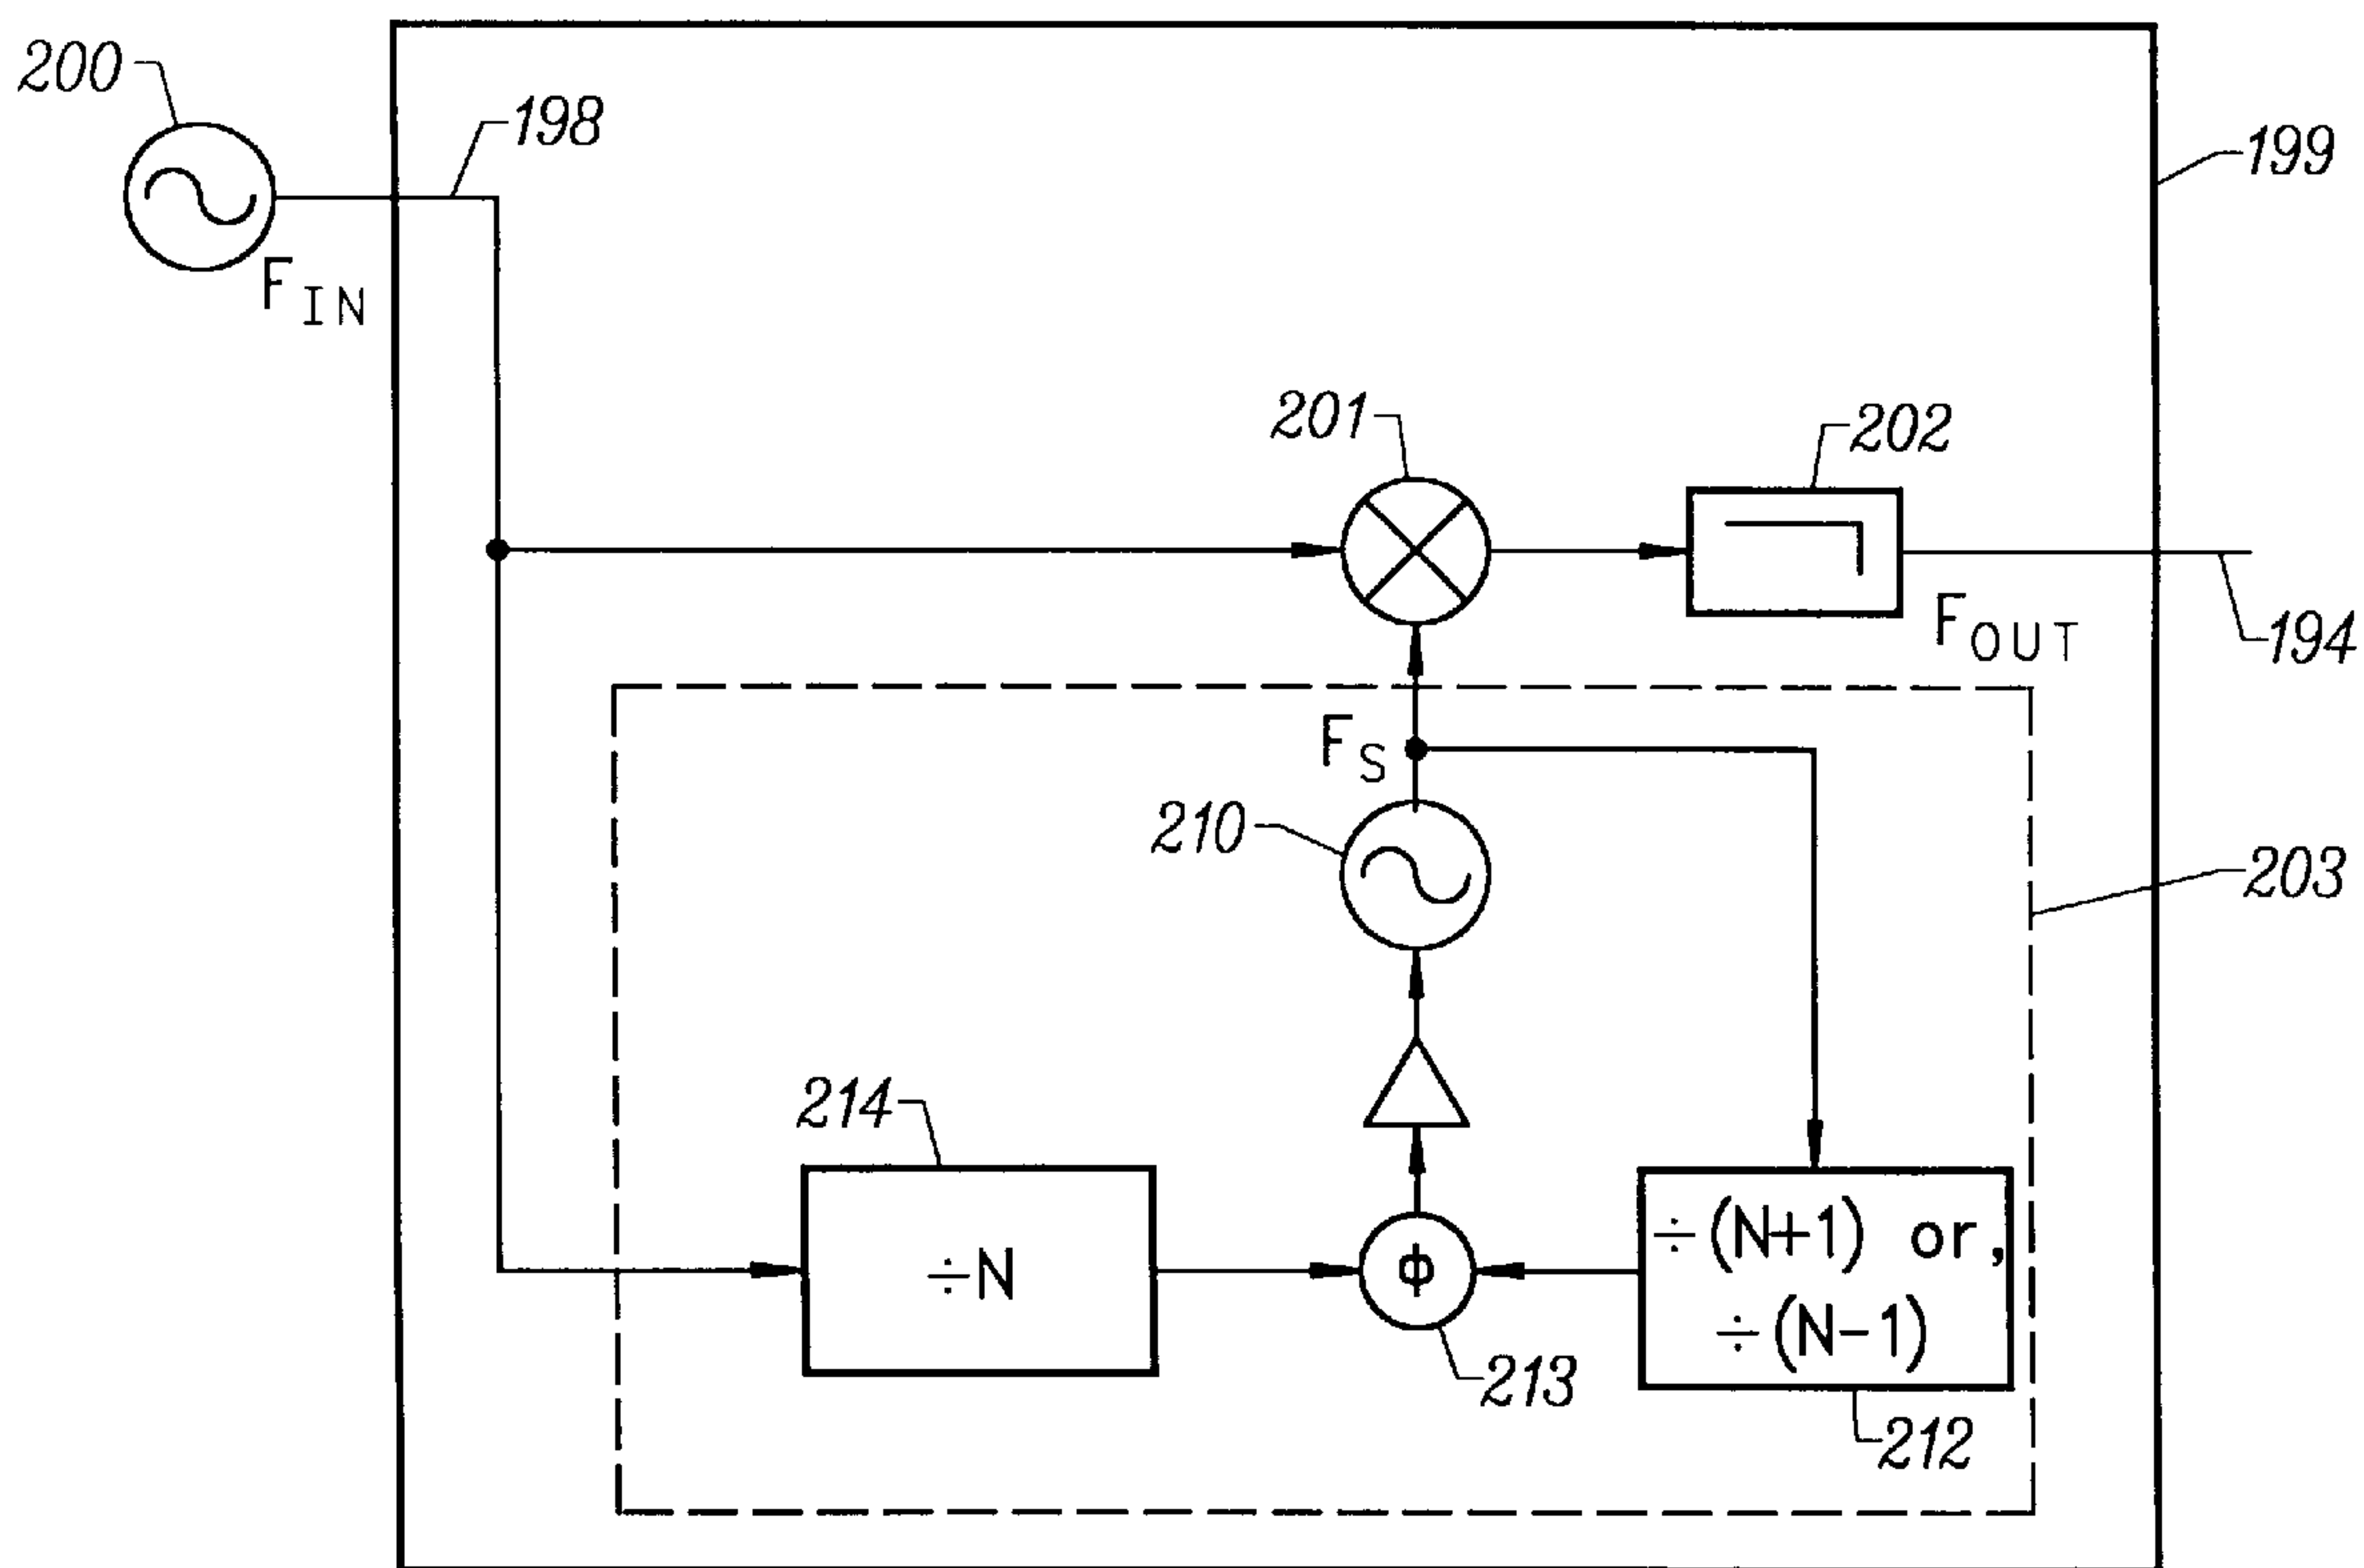 200
198
199
F_IN
201
202
F_OUT
194
F_S
210
203
214
÷N
ϕ
÷(N+1) or,
÷(N-1)
213
212